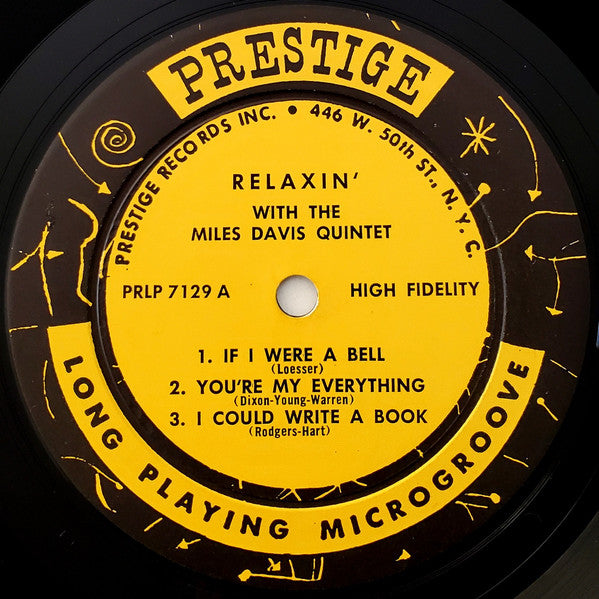 PRESTIGE
PRESTIGE RECORDS INC. • 446 W. 50th ST., N. Y. C.
RELAXIN'
WITH THE
MILES DAVIS QUINTET
PRLP 7129 A
HIGH FIDELITY
1. IF I WERE A BELL
(Loesser)
2. YOU'RE MY EVERYTHING
(Dixon-Young-Warren)
3. I COULD WRITE A BOOK
(Rodgers-Hart)
LONG PLAYING MICROGROOVE